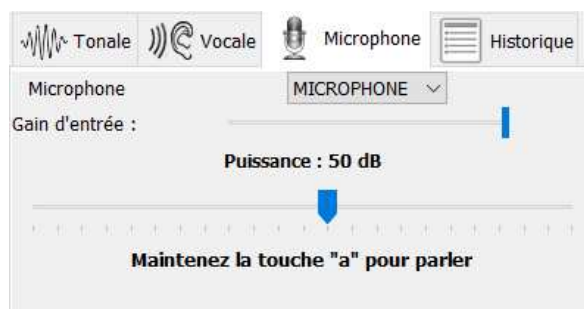 Tonale Vocale Microphone Historique
Microphone MICROPHONE
Gain d'entrée :
Puissance : 50 dB
Maintenez la touche "a" pour parler